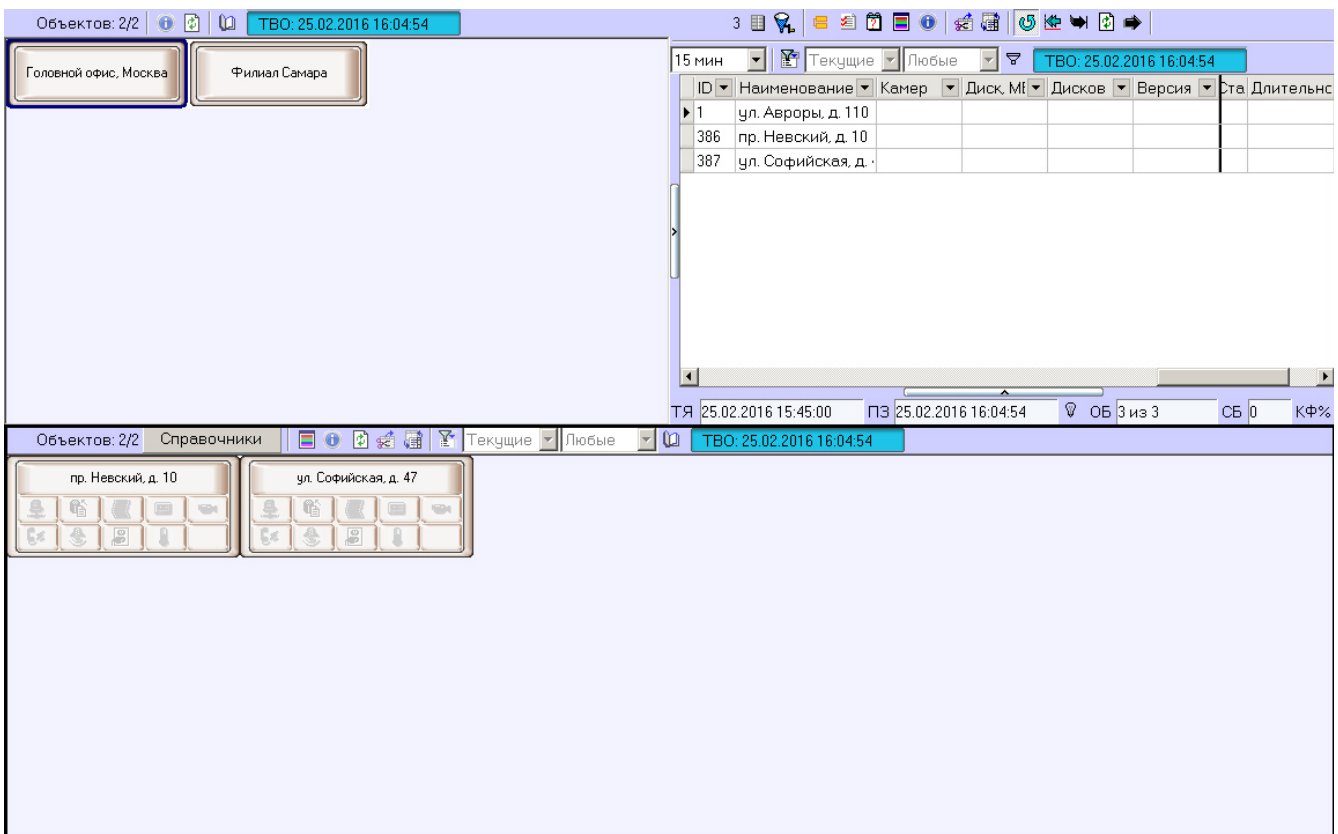 Объектов: 2/2 ТВО: 25.02.2016 16:04:54
Головной офис, Москва Филиал Самара
3
15 мин Текущие Любые ТВО: 25.02.2016 16:04:54
ID Наименование Камер Диск, МБ Дисков Версия Ста Длительнс
1 ул. Авроры, д. 110
386 пр. Невский, д. 10
387 ул. Софийская, д.
ТЯ 25.02.2016 15:45:00 ПЗ 25.02.2016 16:04:54 ОБ 3 из 3 СБ 0 КФ%
Объектов: 2/2 Справочники Текущие Любые ТВО: 25.02.2016 16:04:54
пр. Невский, д. 10 ул. Софийская, д. 47